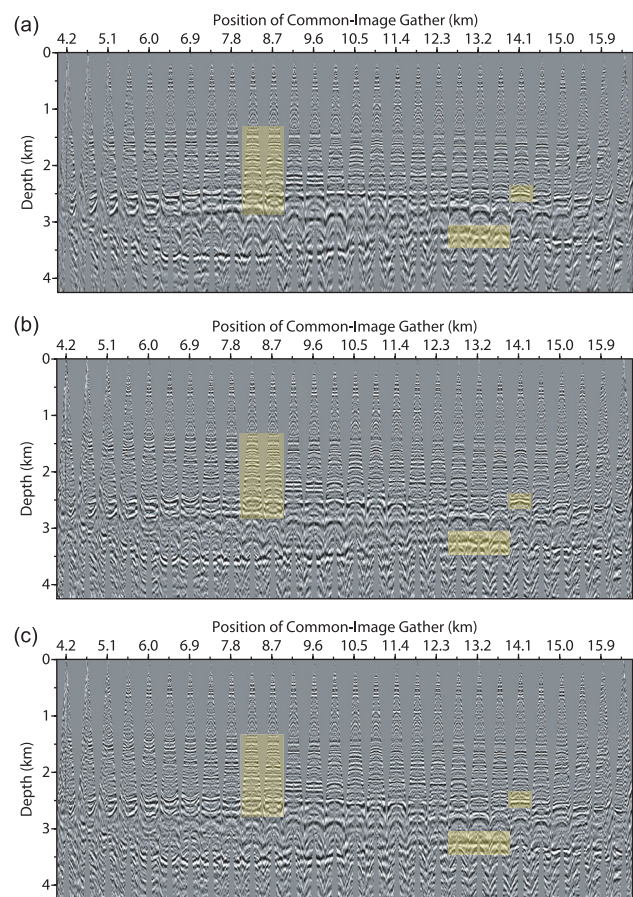 (a)
Position of Common-Image Gather (km)
4.2 5.1 6.0 6.9 7.8 8.7 9.6 10.5 11.4 12.3 13.2 14.1 15.0 15.9
0
1
2
3
4
Depth (km)
(b)
Position of Common-Image Gather (km)
4.2 5.1 6.0 6.9 7.8 8.7 9.6 10.5 11.4 12.3 13.2 14.1 15.0 15.9
0
1
2
3
4
Depth (km)
(c)
Position of Common-Image Gather (km)
4.2 5.1 6.0 6.9 7.8 8.7 9.6 10.5 11.4 12.3 13.2 14.1 15.0 15.9
0
1
2
3
4
Depth (km)